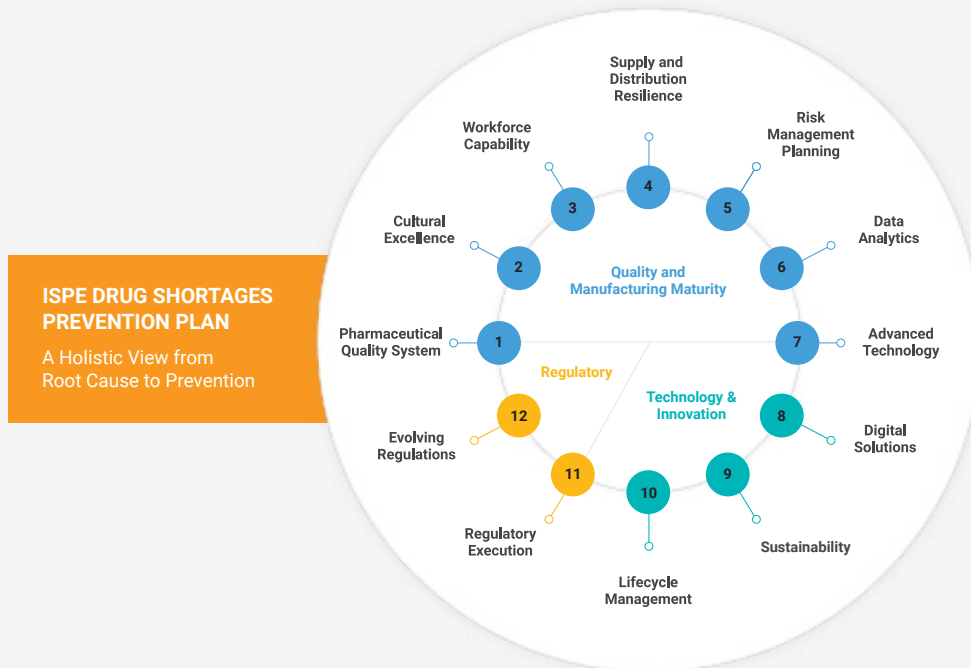 ISPE DRUG SHORTAGES
PREVENTION PLAN
A Holistic View from
Root Cause to Prevention
1
Pharmaceutical
Quality System
2
Cultural
Excellence
3
Workforce
Capability
4
Supply and
Distribution
Resilience
5
Risk
Management
Planning
6
Data
Analytics
7
Advanced
Technology
8
Digital
Solutions
9
Sustainability
10
Lifecycle
Management
11
Regulatory
Execution
12
Evolving
Regulations
Quality and
Manufacturing Maturity
Regulatory
Technology &
Innovation